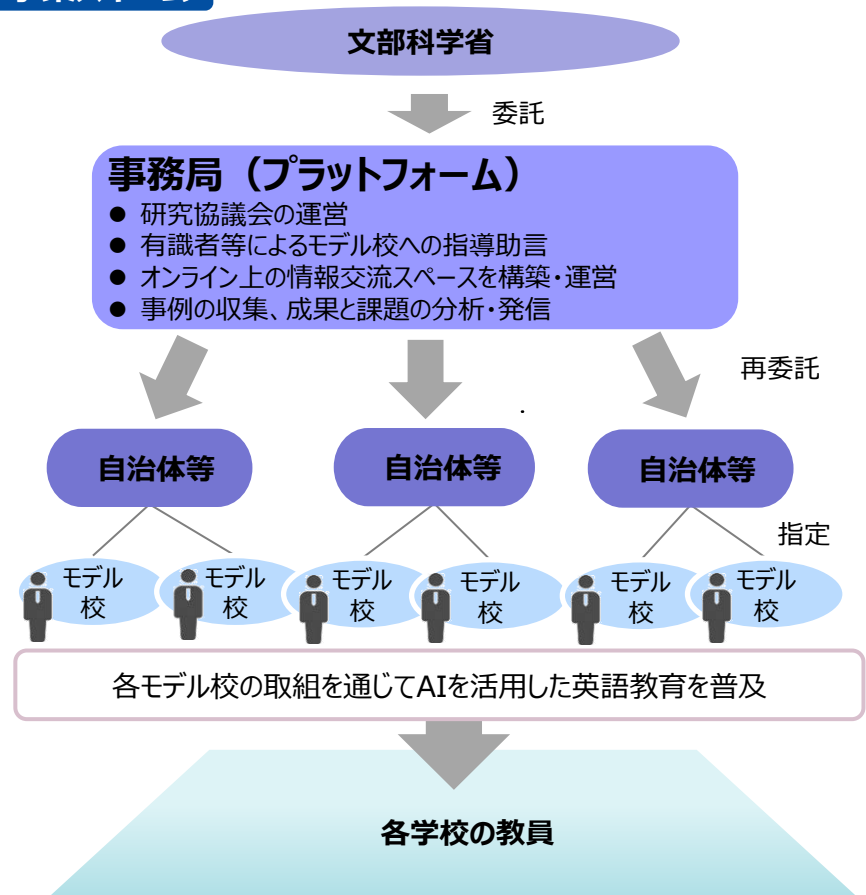 文部科学省
委託
事務局（プラットフォーム）
● 研究協議会の運営
● 有識者等によるモデル校への指導助言
● オンライン上の情報交流スペースを構築・運営
● 事例の収集、成果と課題の分析・発信
再委託
.
自治体等
自治体等
自治体等
指定
モデル
校
モデル
校
モデル
校
モデル
校
モデル
校
モデル
校
各モデル校の取組を通じてAIを活用した英語教育を普及
各学校の教員